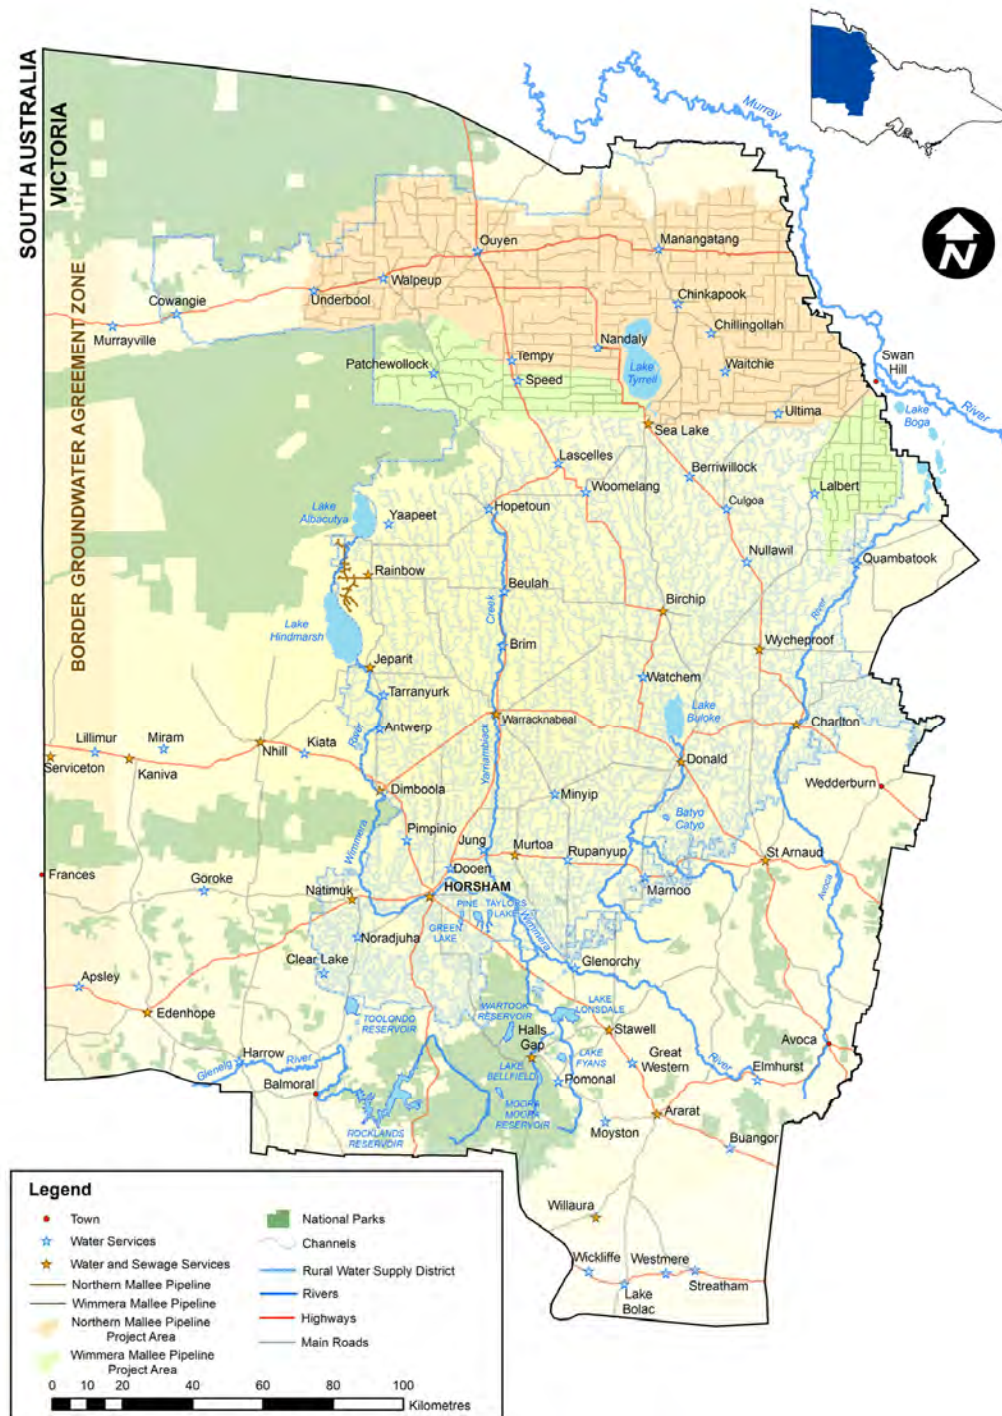 SOUTH AUSTRALIA
VICTORIA
Murray
N
BORDER GROUNDWATER AGREEMENT ZONE
Ouyen
Manangatang
Walpeup
Underbool
Cowangie
Murrayville
Chinkapook
Chillingollah
Nandaly
Lake
Tyrrell
Waitchie
Patchewollock
Tempy
Speed
Swan
Hill
River
Ultima
Lake
Boga
Sea Lake
Lascelles
Berriwillock
Woomelang
Lalbert
Culgoa
Lake
Albacutya
Yaapeet
Hopetoun
Nullawil
Quambatook
Rainbow
Beulah
Creek
Birchip
River
Lake
Hindmarsh
Brim
Wycheproof
Jeparit
Watchem
Tarranyurk
Lake
Buloke
Antwerp
River
Warracknabeal
Charlton
Lillimur
Miram
Nhill
Kiata
Yarriambiack
Serviceton
Kaniva
Donald
Wedderburn
Dimboola
Minyip
Batyo
Catyo
Wimmera
Pimpinio
Jung
Murtoa
Rupanyup
St Arnaud
Frances
Dooen
Marnoo
Goroke
Natimuk
HORSHAM
Avoca
PINE
TAYLORS
LAKE
GREEN
LAKE
Wimmera
Noradjuha
Clear Lake
Glenorchy
Apsley
TOOLONDO
RESERVOIR
WARTOOK
RESERVOIR
LAKE
LONSDALE
Edenhope
Halls
Gap
Stawell
Avoca
Harrow
Glenelg
River
LAKE
FYANS
Great
Western
River
Elmhurst
LAKE
BELLFIELD
Balmoral
Pomonal
MOORA
MOORA
RESERVOIR
Ararat
ROCKLANDS
RESERVOIR
Moyston
Buangor
Willaura
Wickliffe
Westmere
Lake
Bolac
Streatham
Legend
Town
Water Services
Water and Sewage Services
Northern Mallee Pipeline
Wimmera Mallee Pipeline
Northern Mallee Pipeline
Project Area
Wimmera Mallee Pipeline
Project Area
National Parks
Channels
Rural Water Supply District
Rivers
Highways
Main Roads
0 10 20 40 60 80 100
Kilometres